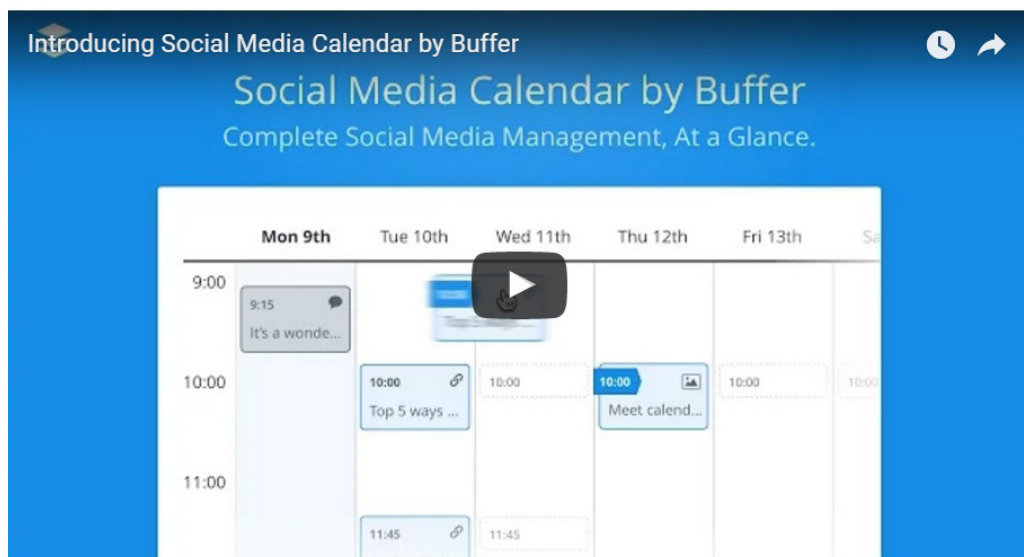 Introducing Social Media Calendar by Buffer
Social Media Calendar by Buffer
Complete Social Media Management, At a Glance.
Mon 9th Tue 10th Wed 11th Thu 12th Fri 13th Sa
9:00
9:15
It's a wonde...
10:00 10:00 10:00 10:00 10:00 10:00
Top 5 ways ... Meet calend...
11:00
11:45 11:45